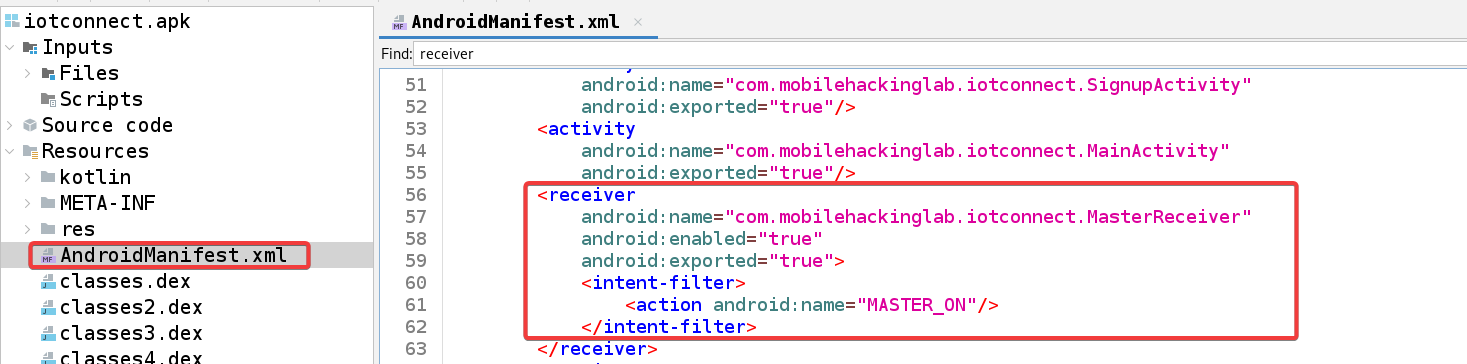 iotconnect.apk
Inputs
Files
Scripts
Source code
Resources
kotlin
META-INF
res
AndroidManifest.xml
classes.dex
classes2.dex
classes3.dex
classes4.dex
AndroidManifest.xml ×
Find: receiver
51 android:name="com.mobilehackinglab.iotconnect.SignupActivity"
52 android:exported="true"/>
53 <activity
54 android:name="com.mobilehackinglab.iotconnect.MainActivity"
55 android:exported="true"/>
56 <receiver
57 android:name="com.mobilehackinglab.iotconnect.MasterReceiver"
58 android:enabled="true"
59 android:exported="true">
60 <intent-filter>
61 <action android:name="MASTER_ON"/>
62 </intent-filter>
63 </receiver>